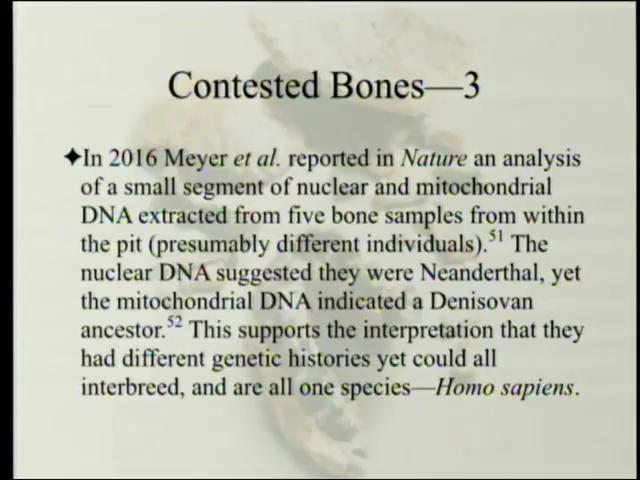 Contested Bones—3
✦In 2016 Meyer et al. reported in Nature an analysis
of a small segment of nuclear and mitochondrial
DNA extracted from five bone samples from within
the pit (presumably different individuals).51 The
nuclear DNA suggested they were Neanderthal, yet
the mitochondrial DNA indicated a Denisovan
ancestor.52 This supports the interpretation that they
had different genetic histories yet could all
interbreed, and are all one species—Homo sapiens.